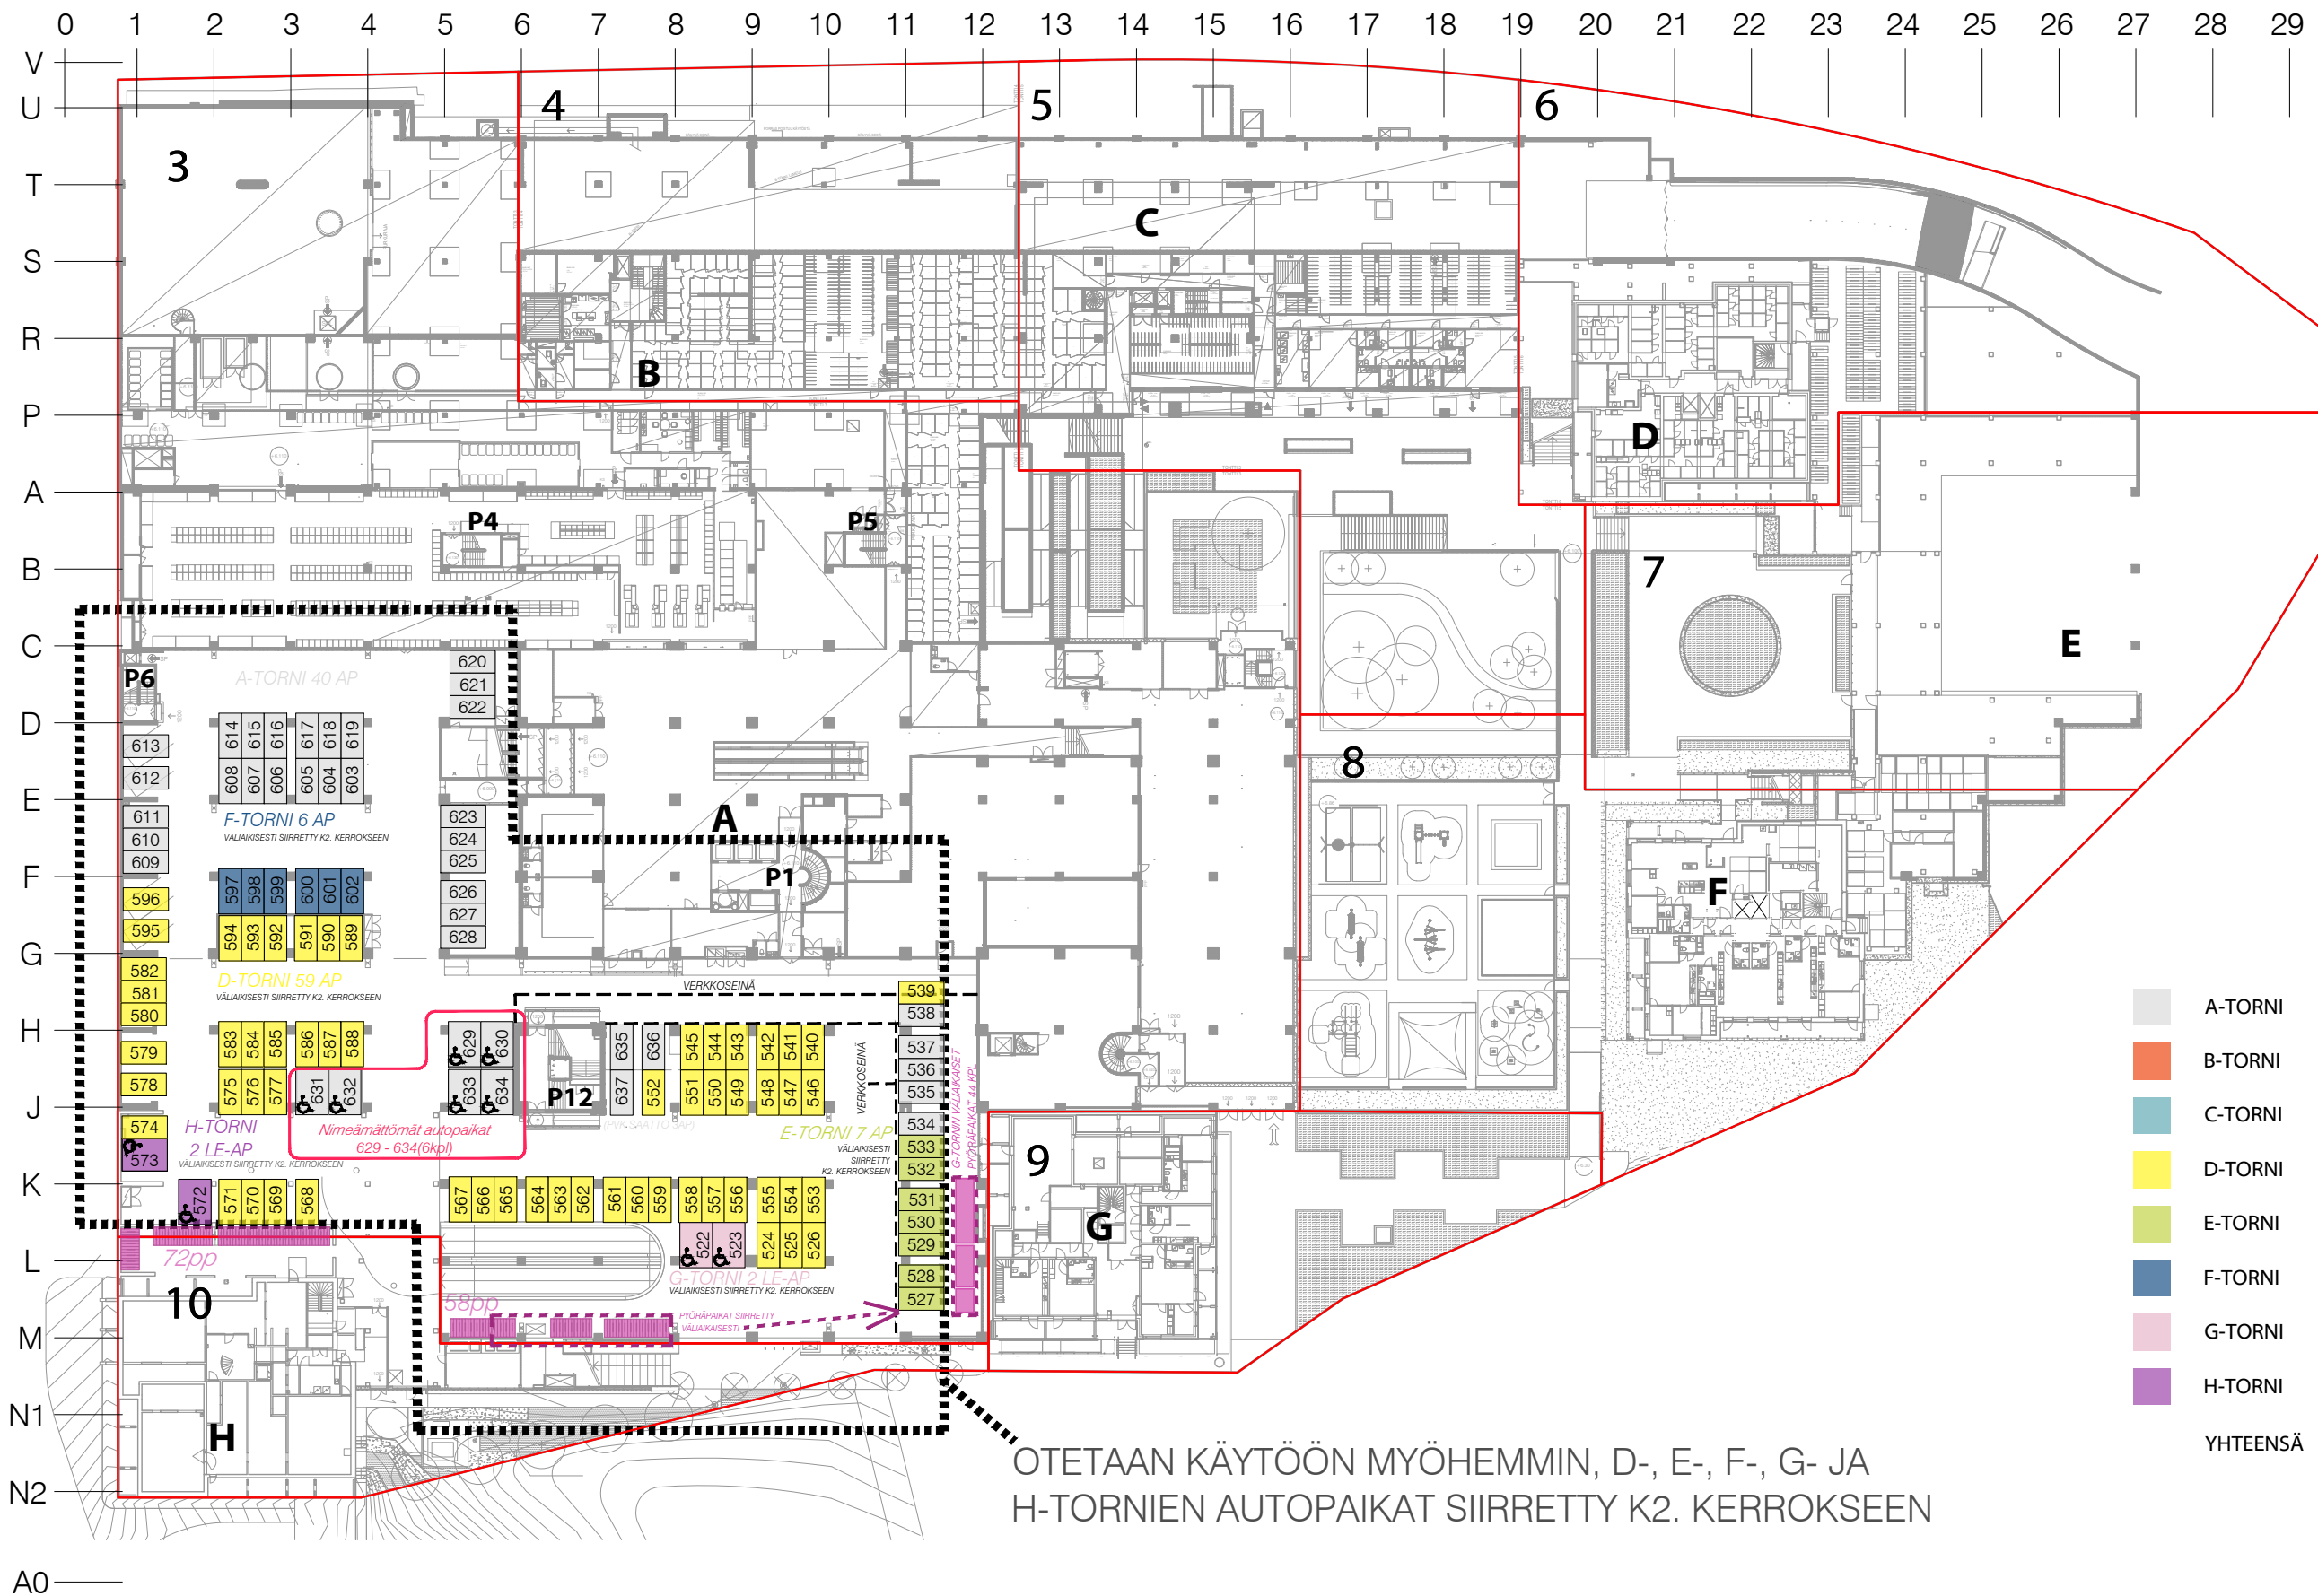 0 1 2 3 4 5 6 7 8 9 10 11 12 13 14 15 16 17 18 19 20 21 22 23 24 25 26 27 28 29
V
U
T
S
R
P
A
B
C
D
E
F
G
H
J
K
L
M
N1
N2
A0
3
4
5
6
7
8
9
10
A
B
C
D
E
F
G
H
P4
P5
P6
P1
P12
A-TORNI 40 AP
620
621
622
614 615 616 617 618 619
608 607 606 605 604 603
613
612
611
610
609
F-TORNI 6 AP
VÄLIAIKISESTI SIIRRETTY K2. KERROKSEEN
623
624
625
626
627
628
597 598 599 600 601 602
594 593 592 591 590 589
596
595
582
581
580
D-TORNI 59 AP
VÄLIAIKISESTI SIIRRETTY K2. KERROKSEEN
579
578
574
573
583 584 585 586 587 588
575 576 577 631 632
629 630
633 634
Nimeämättömät autopaikat
629 - 634(6kpl)
H-TORNI
2 LE-AP
VÄLIAIKISESTI SIIRRETTY K2. KERROKSEEN
VERKKOSEINÄ
635 636 545 544 543 542 541 540
637 552 551 550 549 548 547 546
(PVK-SAATTO 3AP)
VERKKOSEINÄ
539
538
537
536
535
534
533
532
531
530
529
528
527
E-TORNI 7 AP
VÄLIAIKISESTI
SIIRRETTY
K2. KERROKSEEN
G-TORNIN VÄLIAIKAISET
PYÖRÄPAIKAT 44 KPL
572 571 570 569 568
567 566 565 564 563 562 561 560 559 558 557 556 555 554 553
522 523 524 525 526
G-TORNI 2 LE-AP
VÄLIAIKISESTI SIIRRETTY K2. KERROKSEEN
72pp
58pp
PYÖRÄPAIKAT SIIRRETTY
VÄLIAIKAISESTI
OTETAAN KÄYTÖÖN MYÖHEMMIN, D-, E-, F-, G- JA
H-TORNIEN AUTOPAIKAT SIIRRETTY K2. KERROKSEEN
A-TORNI
B-TORNI
C-TORNI
D-TORNI
E-TORNI
F-TORNI
G-TORNI
H-TORNI
YHTEENSÄ